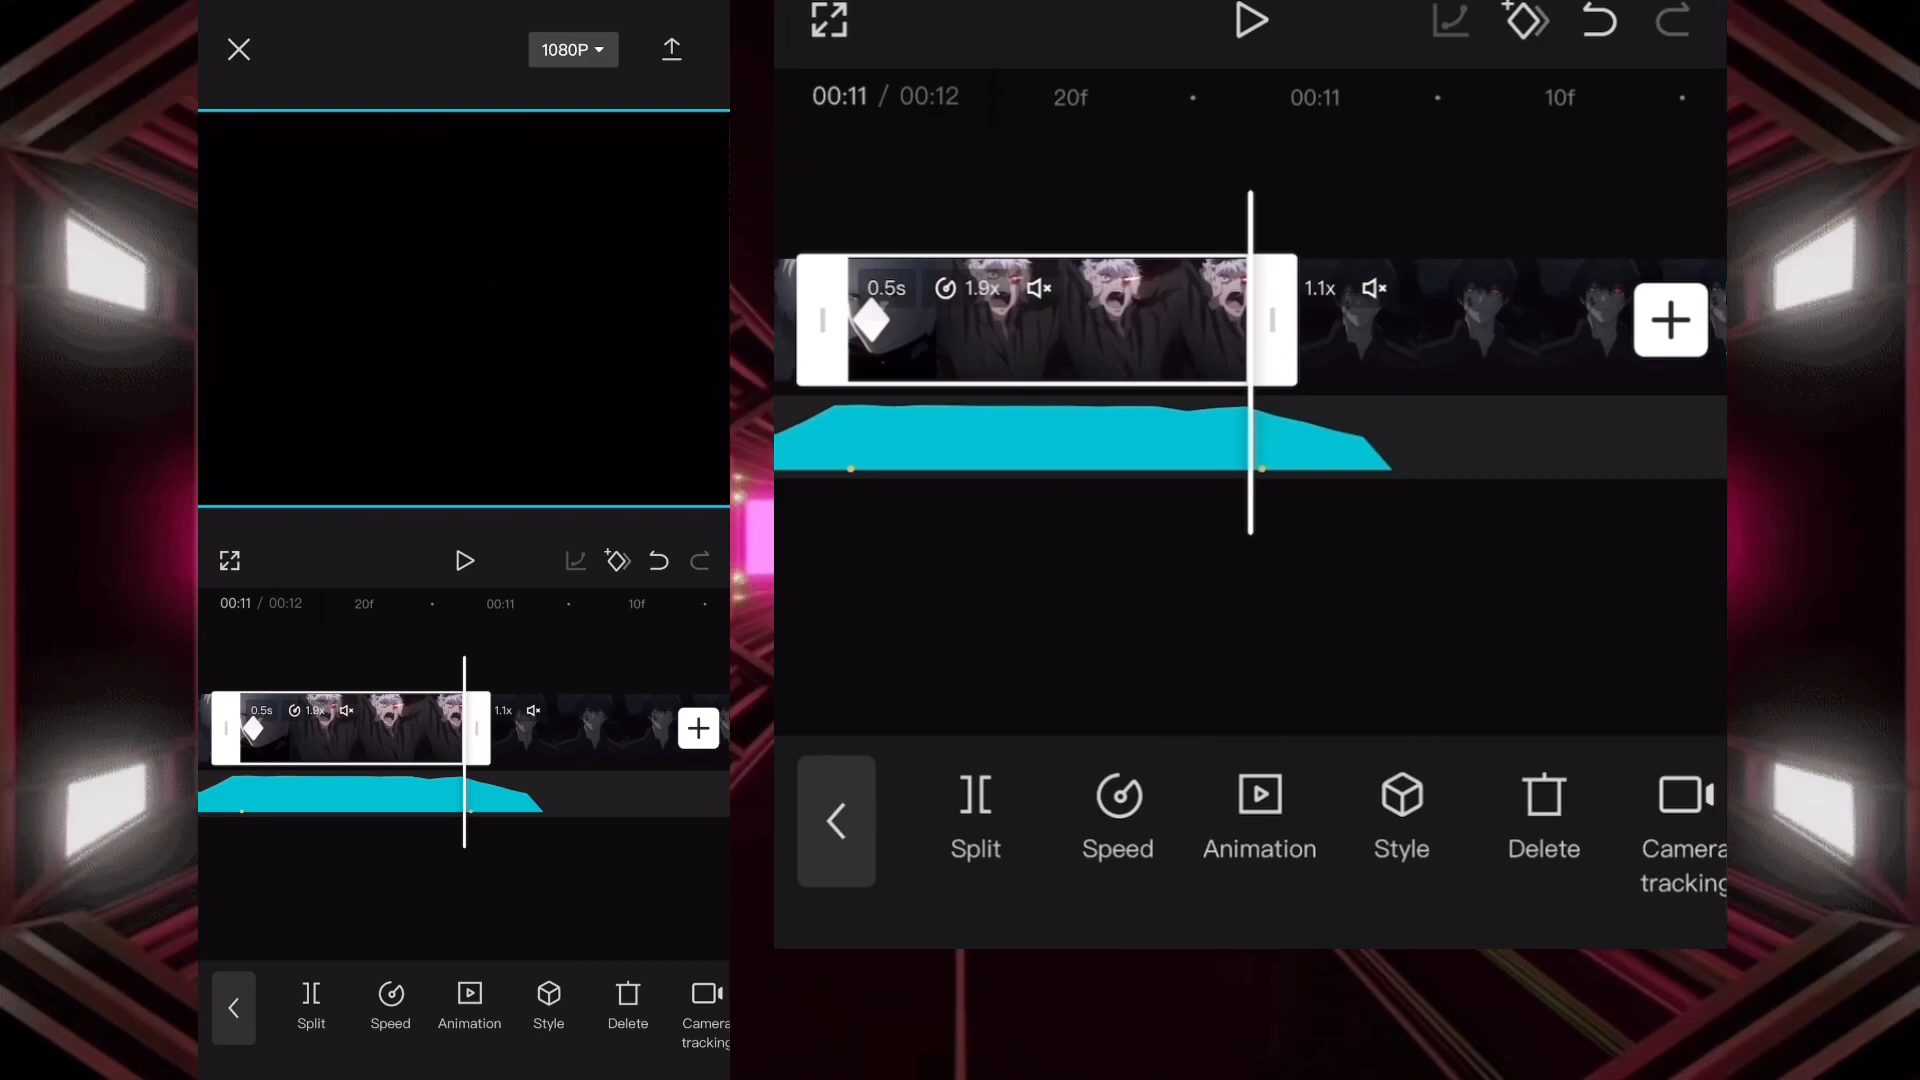 1080P
00:11 / 00:12 20f 00:11 10f
0.5s 1.9x 1.1x
Split Speed Animation Style Delete Camera
tracking
00:11 / 00:12 20f 00:11 10f
0.5s 1.9x 1.1x
Split Speed Animation Style Delete Camera
tracking